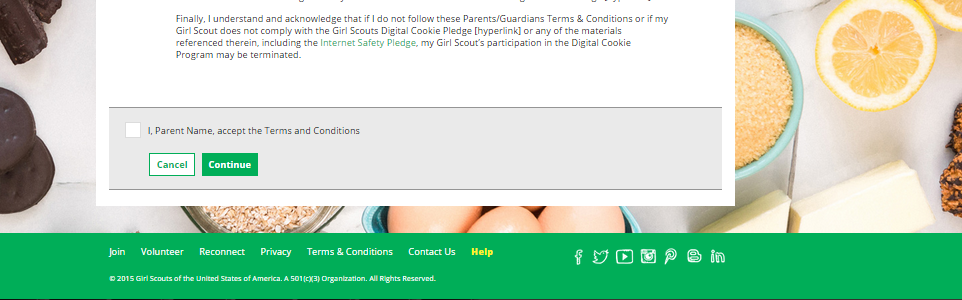 Finally, I understand and acknowledge that if I do not follow these Parents/Guardians Terms & Conditions or if my
Girl Scout does not comply with the Girl Scouts Digital Cookie Pledge [hyperlink] or any of the materials
referenced therein, including the Internet Safety Pledge, my Girl Scout's participation in the Digital Cookie
Program may be terminated.
I, Parent Name, accept the Terms and Conditions
Cancel Continue
Join Volunteer Reconnect Privacy Terms & Conditions Contact Us Help
© 2015 Girl Scouts of the United States of America. A 501(c)(3) Organization. All Rights Reserved.